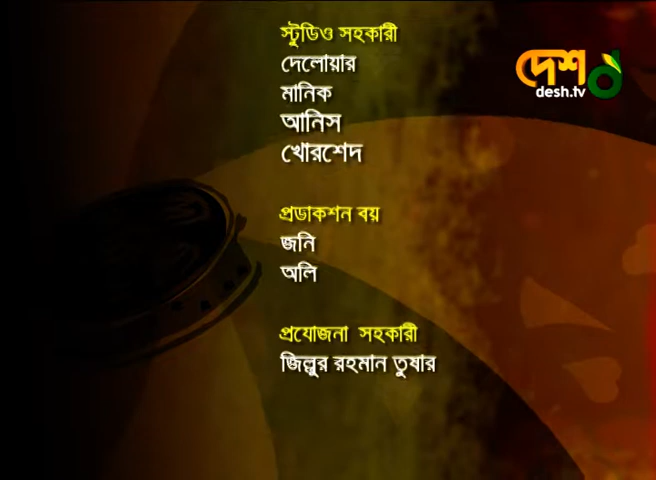 স্টুডিও সহকারী
দেলোয়ার
মানিক
আনিস
খোরশেদ
প্রডাকশন বয়
জনি
অলি
প্রযোজনা সহকারী
জিল্লুর রহমান তুষার
দেশ
desh.tv